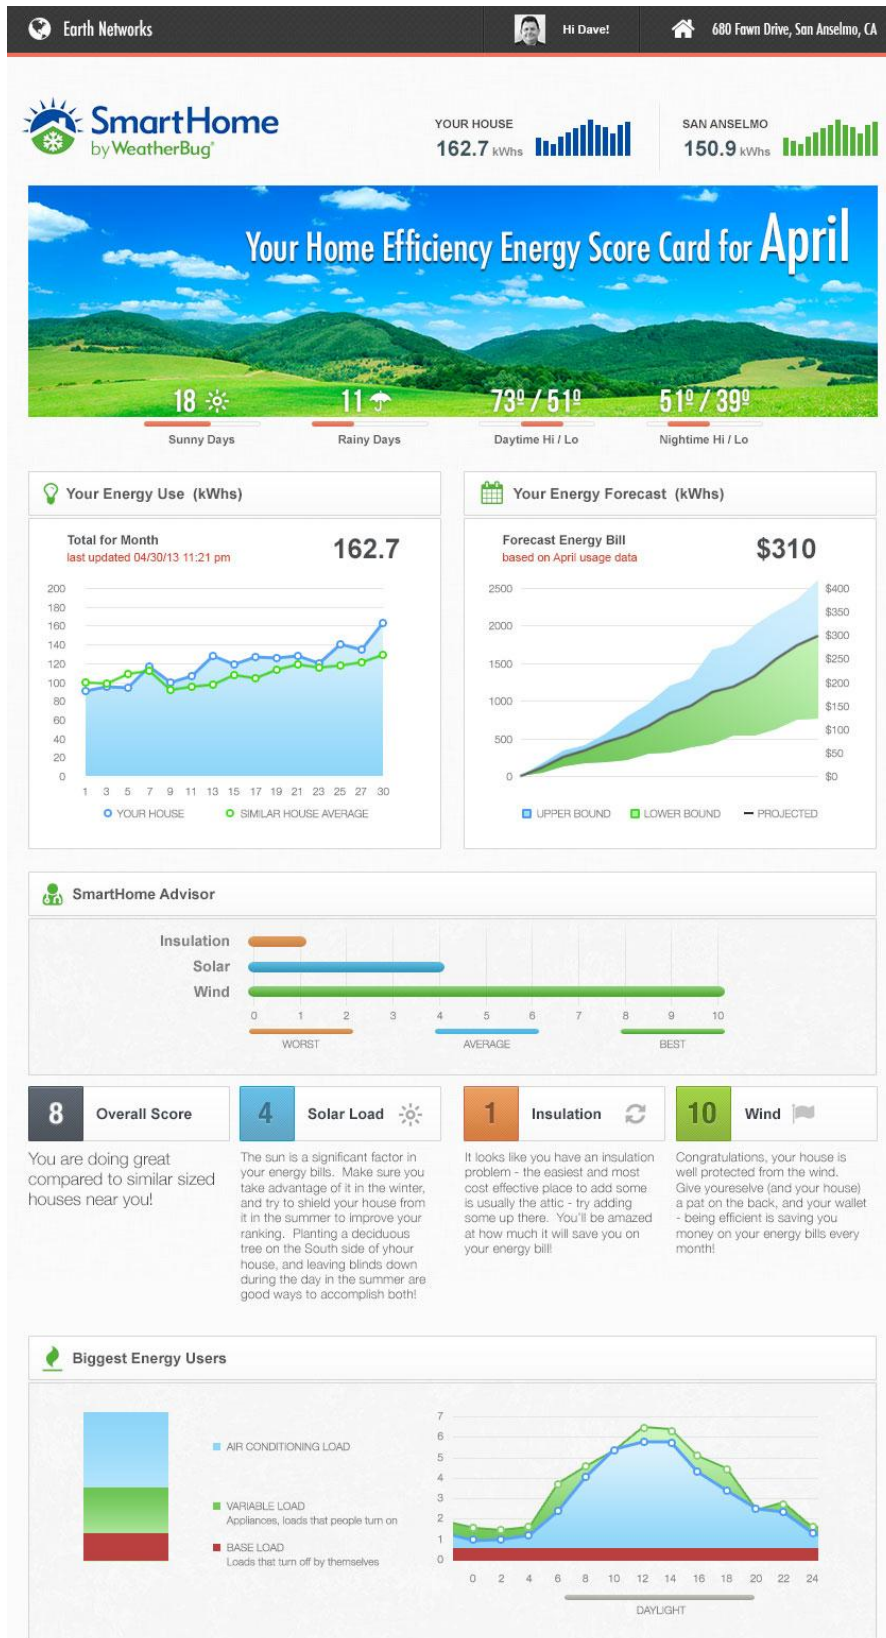 Earth Networks
Hi Dave!
680 Fawn Drive, San Anselmo, CA
SmartHome
by WeatherBug®
YOUR HOUSE
162.7 kWhs
SAN ANSELMO
150.9 kWhs
Your Home Efficiency Energy Score Card for April
18
11
73º / 51º
51º / 39º
Sunny Days
Rainy Days
Daytime Hi / Lo
Nightime Hi / Lo
Your Energy Use (kWhs)
Total for Month
last updated 04/30/13 11:21 pm
162.7
200
180
160
140
120
100
80
60
40
20
0
1 3 5 7 9 11 13 15 17 19 21 23 25 27 30
YOUR HOUSE
SIMILAR HOUSE AVERAGE
Your Energy Forecast (kWhs)
Forecast Energy Bill
based on April usage data
$310
2500
2000
1500
1000
500
0
$400
$350
$300
$250
$200
$150
$100
$50
$0
UPPER BOUND
LOWER BOUND
PROJECTED
SmartHome Advisor
Insulation
Solar
Wind
0 1 2 3 4 5 6 7 8 9 10
WORST
AVERAGE
BEST
8
Overall Score
You are doing great
compared to similar sized
houses near you!
4
Solar Load
The sun is a significant factor in
your energy bills. Make sure you
take advantage of it in the winter,
and try to shield your house from
it in the summer to improve your
ranking. Planting a deciduous
tree on the South side of yhour
house, and leaving blinds down
during the day in the summer are
good ways to accomplish both!
1
Insulation
It looks like you have an insulation
problem - the easiest and most
cost effective place to add some
is usually the attic - try adding
some up there. You'll be amazed
at how much it will save you on
your energy bill!
10
Wind
Congratulations, your house is
well protected from the wind.
Give youreselve (and your house)
a pat on the back, and your wallet
- being efficient is saving you
money on your energy bills every
month!
Biggest Energy Users
AIR CONDITIONING LOAD
VARIABLE LOAD
Appliances, loads that people turn on
BASE LOAD
Loads that turn off by themselves
7
6
5
4
3
2
1
0
0 2 4 6 8 10 12 14 16 18 20 22 24
DAYLIGHT